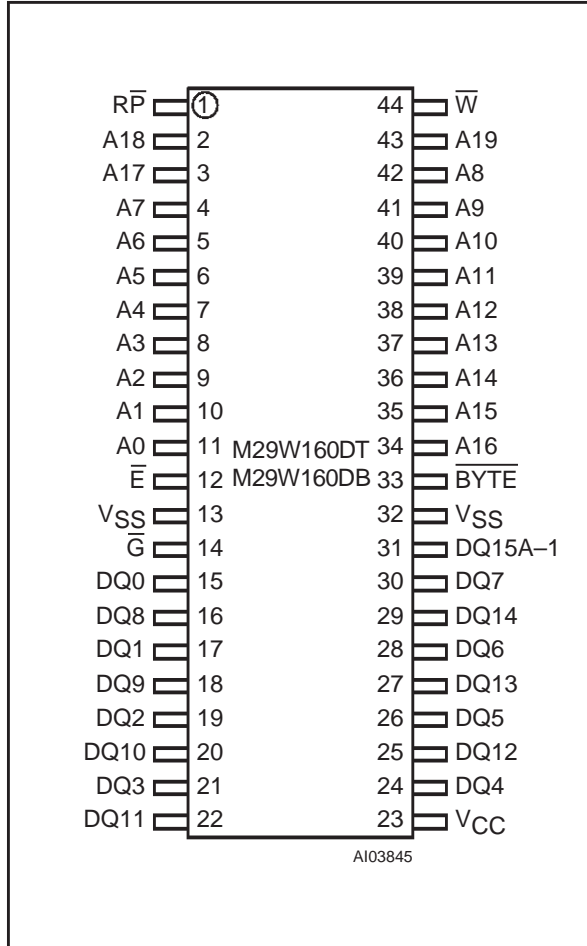 RP̅ 1 44 W̅
A18 2 43 A19
A17 3 42 A8
A7 4 41 A9
A6 5 40 A10
A5 6 39 A11
A4 7 38 A12
A3 8 37 A13
A2 9 36 A14
A1 10 35 A15
A0 11 M29W160DT 34 A16
E̅ 12 M29W160DB 33 B̅Y̅T̅E̅
VSS 13 32 VSS
G̅ 14 31 DQ15A–1
DQ0 15 30 DQ7
DQ8 16 29 DQ14
DQ1 17 28 DQ6
DQ9 18 27 DQ13
DQ2 19 26 DQ5
DQ10 20 25 DQ12
DQ3 21 24 DQ4
DQ11 22 23 VCC
AI03845